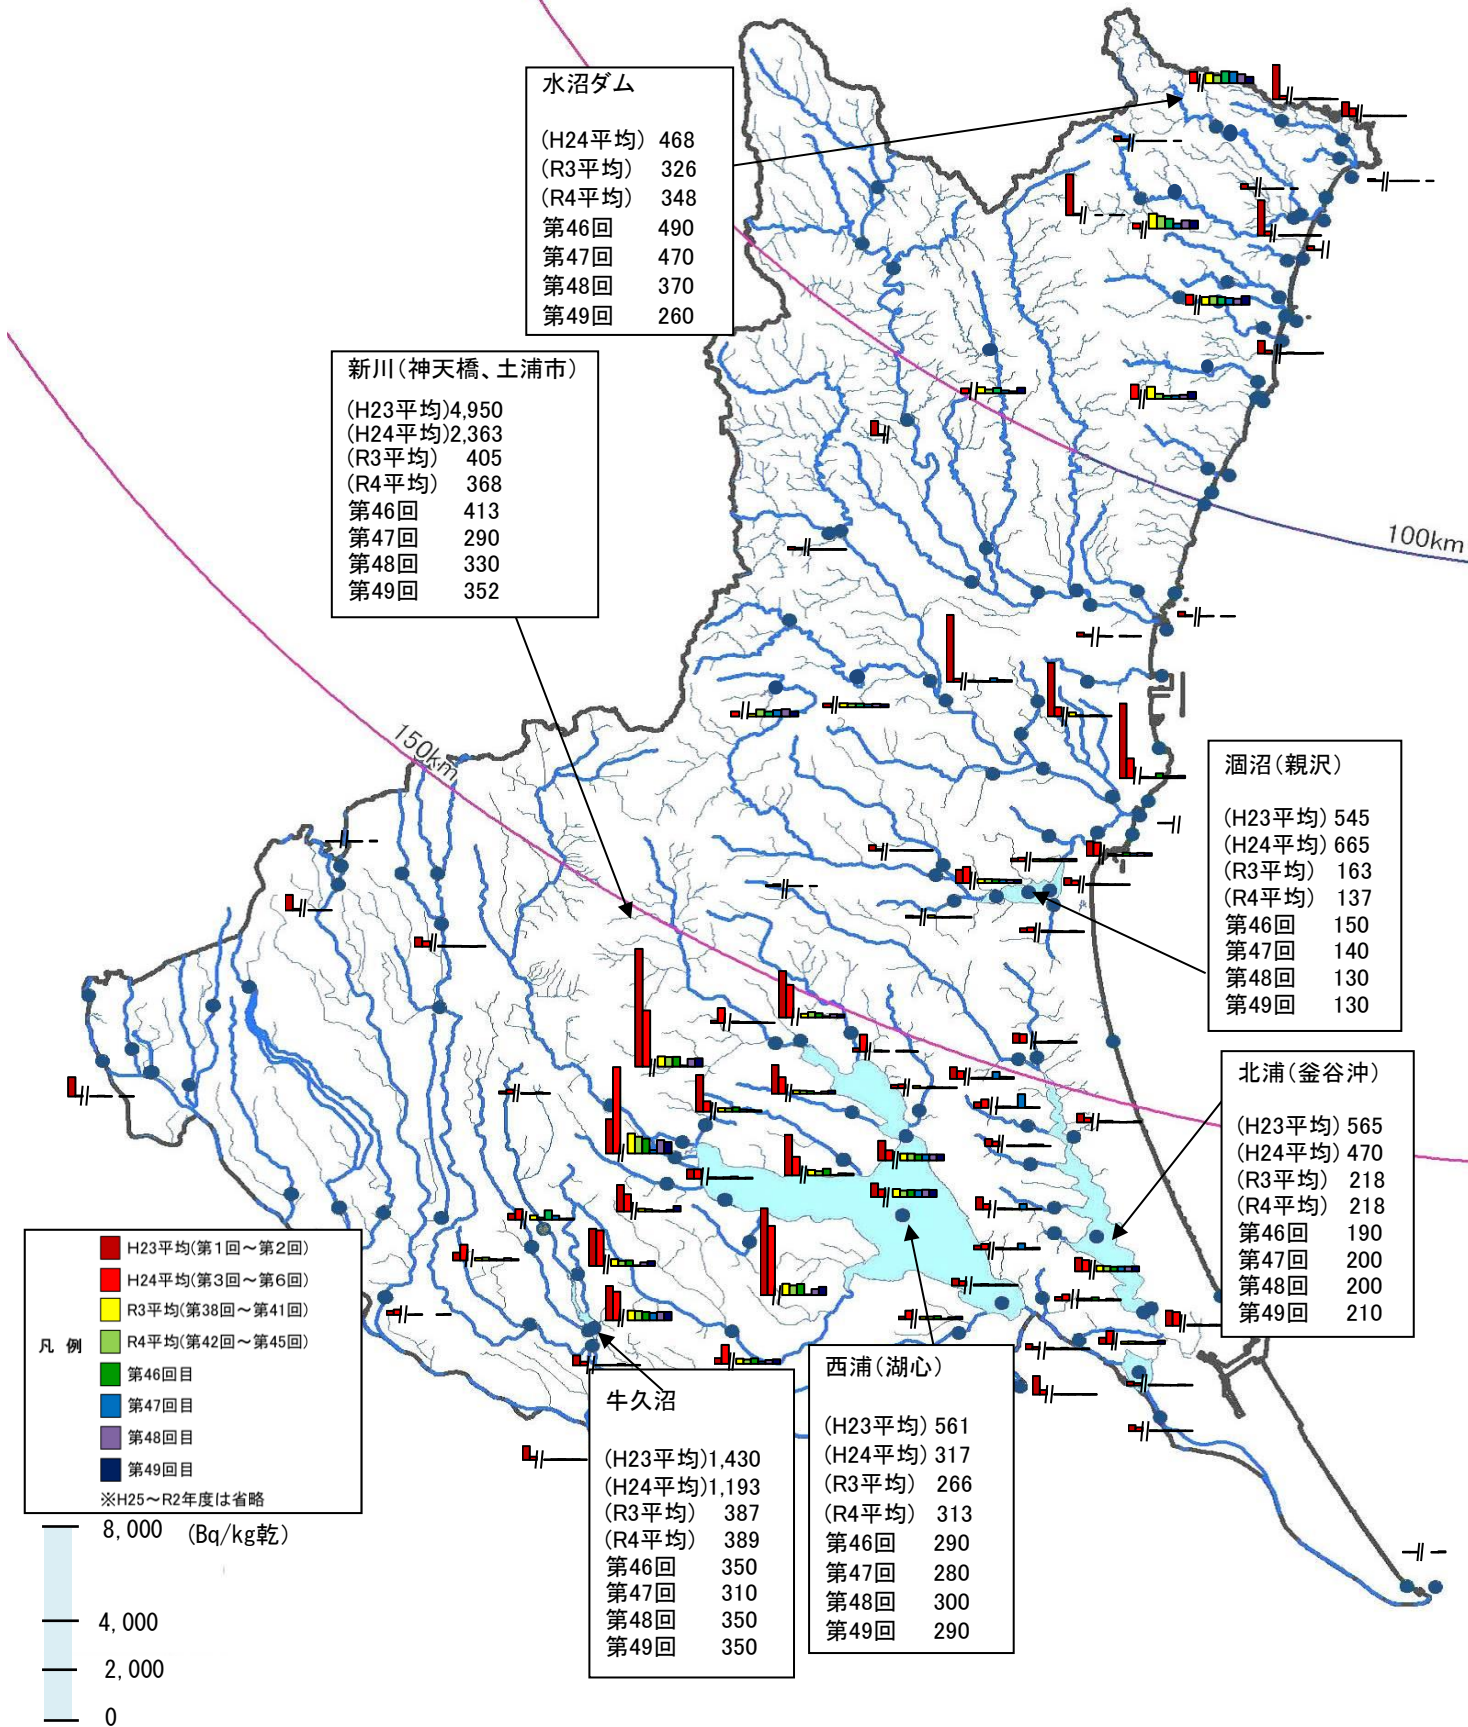 水沼ダム
(H24平均) 468
(R3平均) 326
(R4平均) 348
第46回 490
第47回 470
第48回 370
第49回 260
新川(神天橋、土浦市)
(H23平均)4,950
(H24平均)2,363
(R3平均) 405
(R4平均) 368
第46回 413
第47回 290
第48回 330
第49回 352
100km
150km
涸沼(親沢)
(H23平均) 545
(H24平均) 665
(R3平均) 163
(R4平均) 137
第46回 150
第47回 140
第48回 130
第49回 130
北浦(釜谷沖)
(H23平均) 565
(H24平均) 470
(R3平均) 218
(R4平均) 218
第46回 190
第47回 200
第48回 200
第49回 210
凡 例
H23平均(第1回~第2回)
H24平均(第3回~第6回)
R3平均(第38回~第41回)
R4平均(第42回~第45回)
第46回目
第47回目
第48回目
第49回目
※H25~R2年度は省略
8,000 (Bq/kg乾)
4,000
2,000
0
牛久沼
(H23平均)1,430
(H24平均)1,193
(R3平均) 387
(R4平均) 389
第46回 350
第47回 310
第48回 350
第49回 350
西浦(湖心)
(H23平均) 561
(H24平均) 317
(R3平均) 266
(R4平均) 313
第46回 290
第47回 280
第48回 300
第49回 290